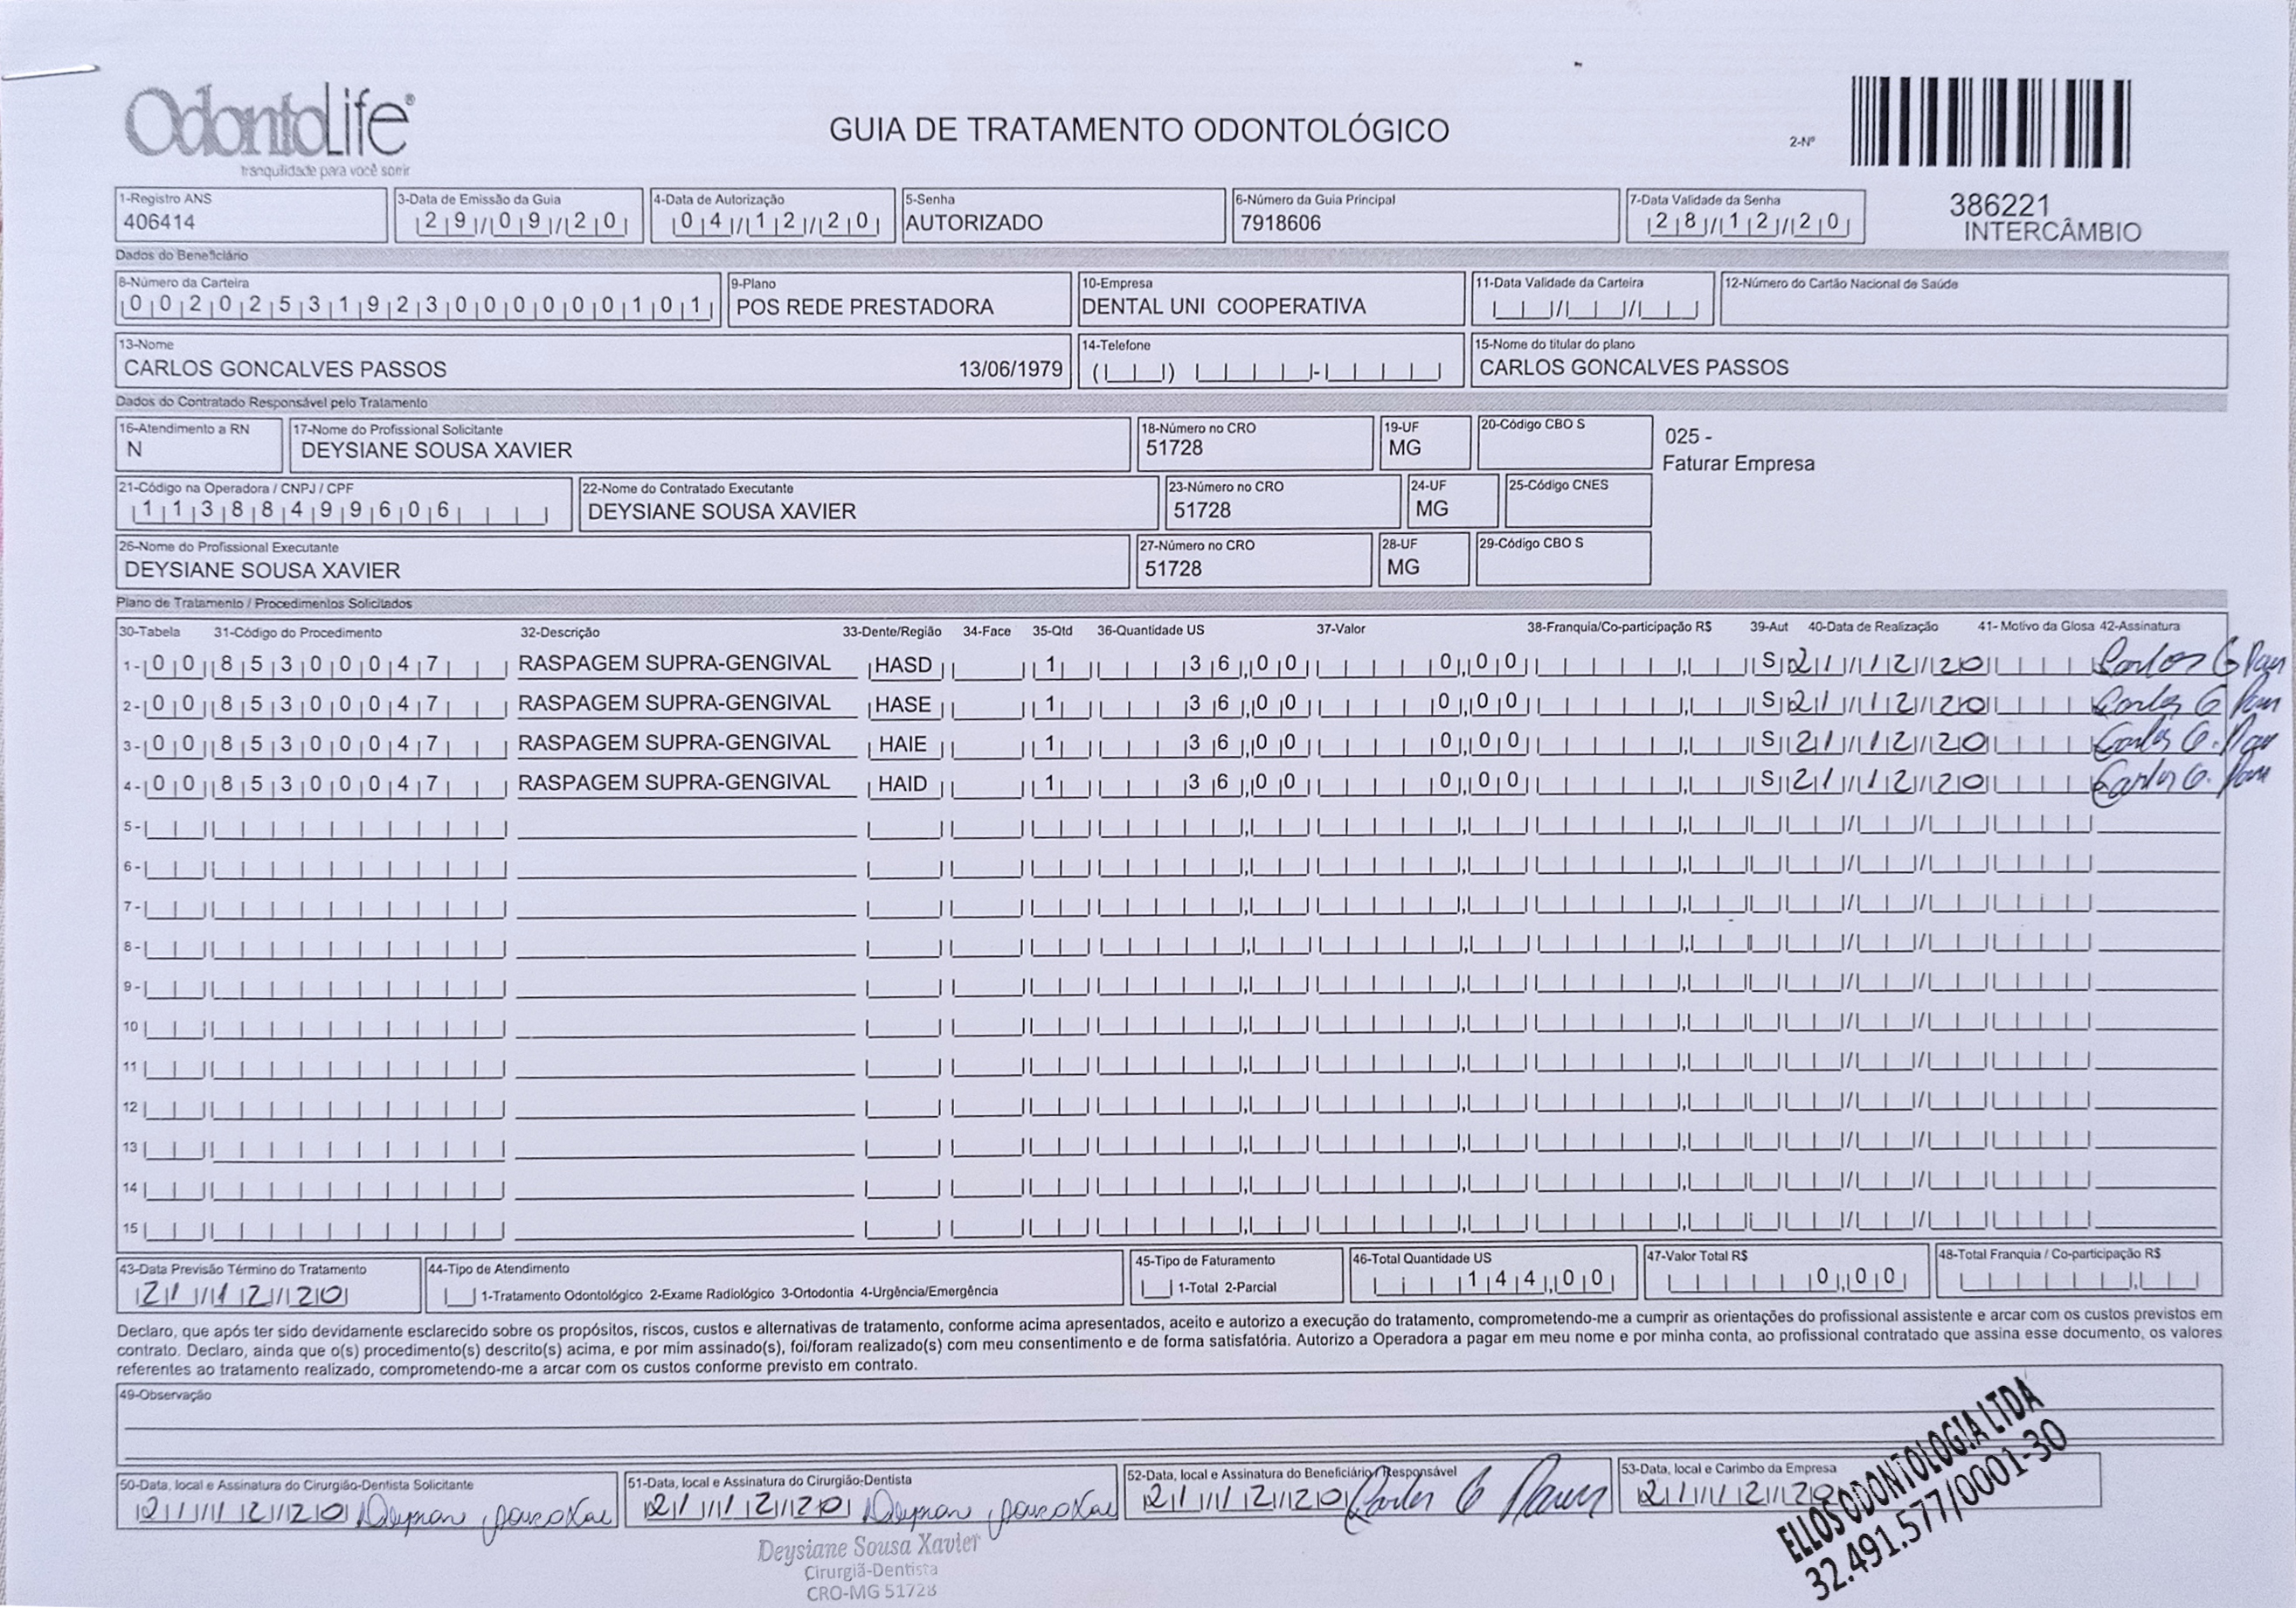 OdontoLife®
tranquilidade para você sorrir
GUIA DE TRATAMENTO ODONTOLÓGICO
2-Nº
386221
INTERCÂMBIO
1-Registro ANS
406414
3-Data de Emissão da Guia
29/09/20
4-Data de Autorização
04/12/20
5-Senha
AUTORIZADO
6-Número da Guia Principal
7918606
7-Data Validade da Senha
28/12/20
Dados do Beneficiário
8-Número da Carteira
00202531923000000101
9-Plano
POS REDE PRESTADORA
10-Empresa
DENTAL UNI COOPERATIVA
11-Data Validade da Carteira
12-Número do Cartão Nacional de Saúde
13-Nome
CARLOS GONCALVES PASSOS 13/06/1979
14-Telefone
15-Nome do titular do plano
CARLOS GONCALVES PASSOS
Dados do Contratado Responsável pelo Tratamento
16-Atendimento a RN
N
17-Nome do Profissional Solicitante
DEYSIANE SOUSA XAVIER
18-Número no CRO
51728
19-UF
MG
20-Código CBO S
025 -
Faturar Empresa
21-Código na Operadora / CNPJ / CPF
11388499606
22-Nome do Contratado Executante
DEYSIANE SOUSA XAVIER
23-Número no CRO
51728
24-UF
MG
25-Código CNES
26-Nome do Profissional Executante
DEYSIANE SOUSA XAVIER
27-Número no CRO
51728
28-UF
MG
29-Código CBO S
Plano de Tratamento / Procedimentos Solicitados
30-Tabela 31-Código do Procedimento 32-Descrição 33-Dente/Região 34-Face 35-Qtd 36-Quantidade US 37-Valor 38-Franquia/Co-participação R$ 39-Aut 40-Data de Realização 41- Motivo da Glosa 42-Assinatura
1- 00 85300047 RASPAGEM SUPRA-GENGIVAL HASD 1 36,00 0,00 S 21/12/20 Carlos G
2- 00 85300047 RASPAGEM SUPRA-GENGIVAL HASE 1 36,00 0,00 S 21/12/20 Carlos G
3- 00 85300047 RASPAGEM SUPRA-GENGIVAL HAIE 1 36,00 0,00 S 21/12/20 Carlos G.
4- 00 85300047 RASPAGEM SUPRA-GENGIVAL HAID 1 36,00 0,00 S 21/12/20 Carlos G.
5-
6-
7-
8-
9-
10
11
12
13
14
15
43-Data Previsão Término do Tratamento
21/12/20
44-Tipo de Atendimento
1-Tratamento Odontológico 2-Exame Radiológico 3-Ortodontia 4-Urgência/Emergência
45-Tipo de Faturamento
1-Total 2-Parcial
46-Total Quantidade US
144,00
47-Valor Total R$
0,00
48-Total Franquia / Co-participação R$
Declaro, que após ter sido devidamente esclarecido sobre os propósitos, riscos, custos e alternativas de tratamento, conforme acima apresentados, aceito e autorizo a execução do tratamento, comprometendo-me a cumprir as orientações do profissional assistente e arcar com os custos previstos em
contrato. Declaro, ainda que o(s) procedimento(s) descrito(s) acima, e por mim assinado(s), foi/foram realizado(s) com meu consentimento e de forma satisfatória. Autorizo a Operadora a pagar em meu nome e por minha conta, ao profissional contratado que assina esse documento, os valores
referentes ao tratamento realizado, comprometendo-me a arcar com os custos conforme previsto em contrato.
49-Observação
50-Data, local e Assinatura do Cirurgião-Dentista Solicitante
21/12/20
51-Data, local e Assinatura do Cirurgião-Dentista
21/12/20
52-Data, local e Assinatura do Beneficiário / Responsável
21/12/20 Carlos G
53-Data, local e Carimbo da Empresa
21/12/20
ELLOS ODONTOLOGIA LTDA
32.491.577/0001-30
Deysiane Sousa Xavier
Cirurgiã-Dentista
CRO-MG 51728